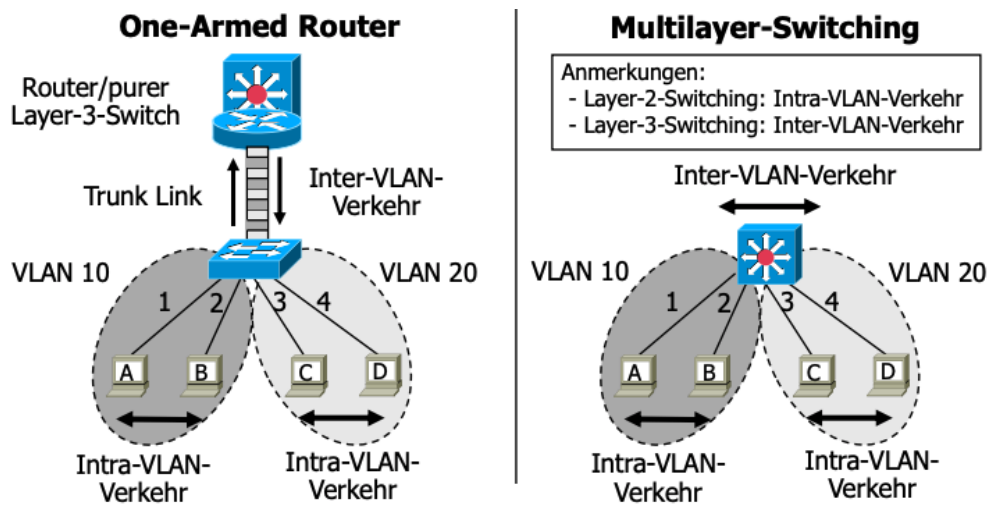 One-Armed Router
Router/purer
Layer-3-Switch
Trunk Link
Inter-VLAN-
Verkehr
VLAN 10
VLAN 20
1
2
3
4
A
B
C
D
Intra-VLAN-
Verkehr
Intra-VLAN-
Verkehr
Multilayer-Switching
Anmerkungen:
- Layer-2-Switching: Intra-VLAN-Verkehr
- Layer-3-Switching: Inter-VLAN-Verkehr
Inter-VLAN-Verkehr
VLAN 10
VLAN 20
1
2
3
4
A
B
C
D
Intra-VLAN-
Verkehr
Intra-VLAN-
Verkehr